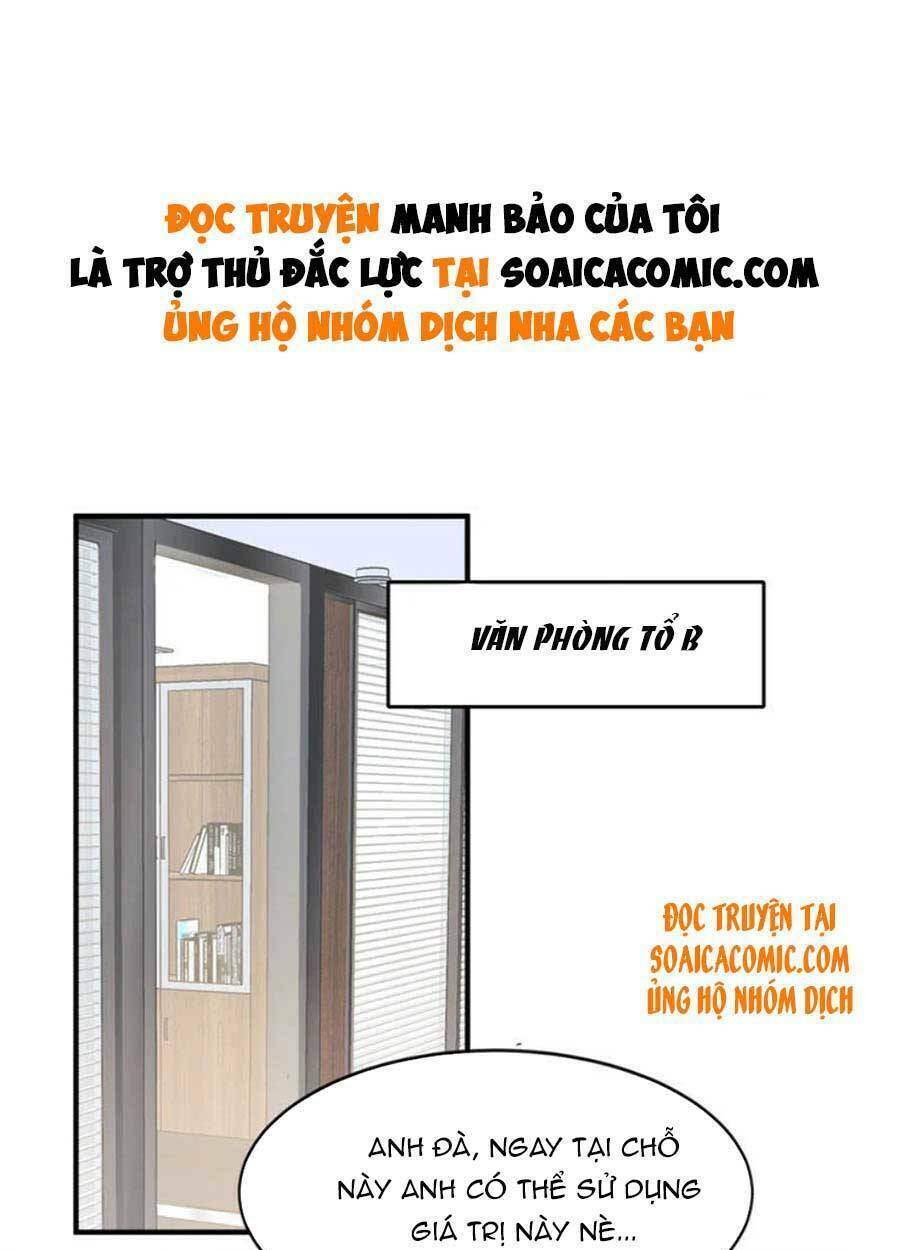 ĐỌC TRUYỆN MANH BẢO CỦA TÔI
LÀ TRỢ THỦ ĐẮC LỰC TẠI SOAICACOMIC.COM
ỦNG HỘ NHÓM DỊCH NHA CÁC BẠN
VĂN PHÒNG TỔ B
ĐỌC TRUYỆN TẠI
SOAICACOMIC.COM
ỦNG HỘ NHÓM DỊCH
ANH ĐÀ, NGAY TẠI CHỖ
NÀY ANH CÓ THỂ SỬ DỤNG
GIÁ TRỊ NÀY NÈ...